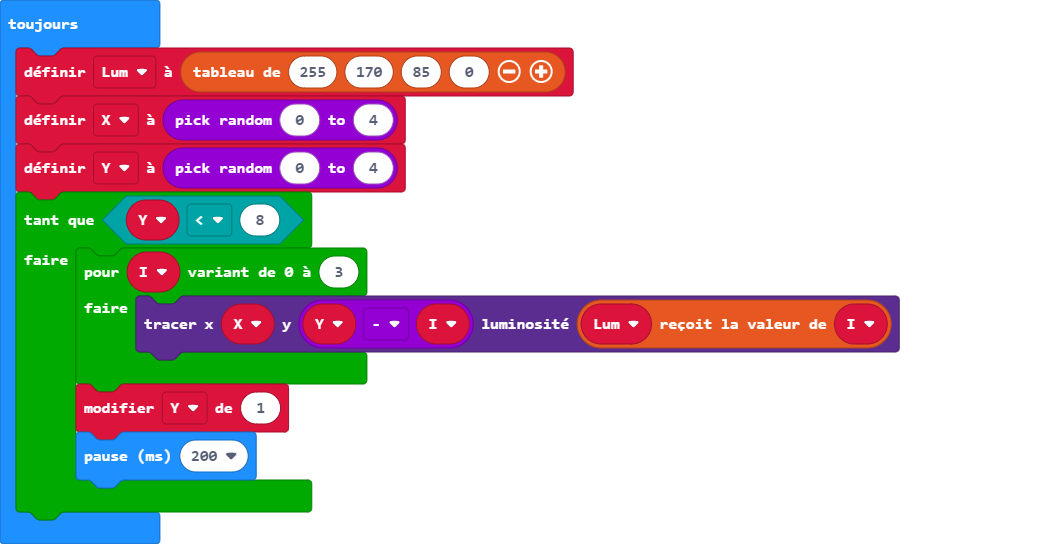 toujours
définir Lum à tableau de 255 170 85 0
définir X à pick random 0 to 4
définir Y à pick random 0 to 4
tant que Y < 8
faire
pour I variant de 0 à 3
faire
tracer x X y Y - I luminosité Lum reçoit la valeur de I
modifier Y de 1
pause (ms) 200